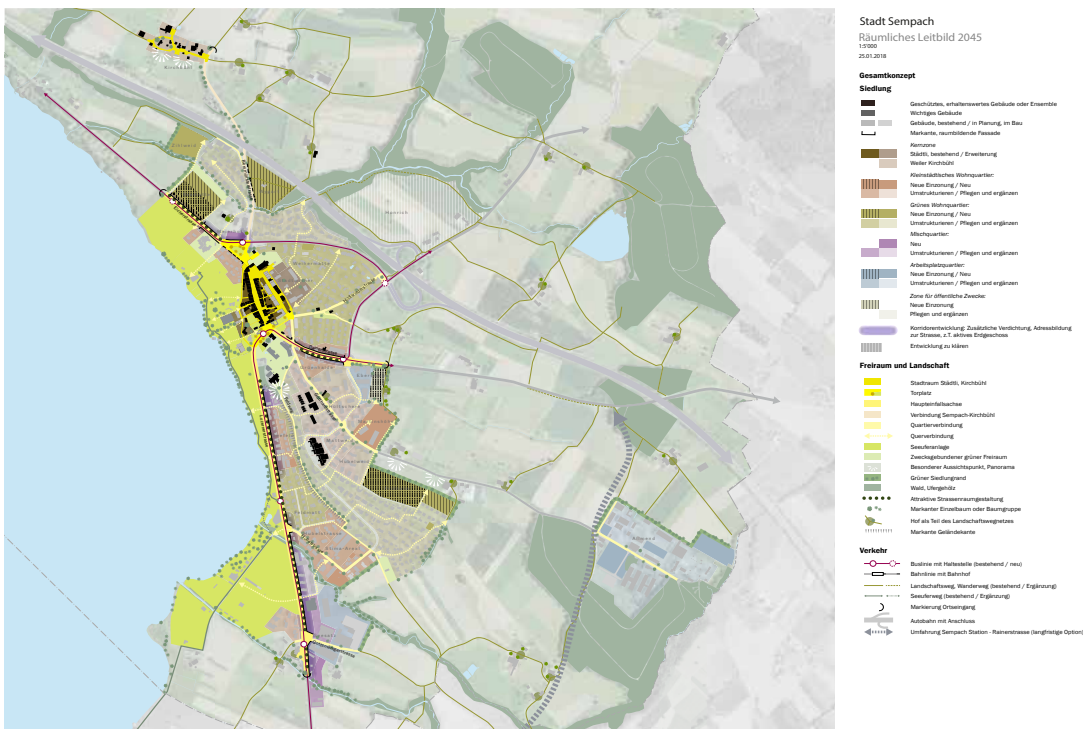 Stadt Sempach
Räumliches Leitbild 2045
1:5'000
25.01.2018
Gesamtkonzept
Siedlung
Geschütztes, erhaltenswertes Gebäude oder Ensemble
Wichtiges Gebäude
Gebäude, bestehend / in Planung, im Bau
Markante, raumbildende Fassade
Kernzone
Städtli, bestehend / Erweiterung
Weiler Kirchbühl
Kleinstädtisches Wohnquartier:
Neue Einzonung / Neu
Umstrukturieren / Pflegen und ergänzen
Grünes Wohnquartier:
Neue Einzonung / Neu
Umstrukturieren / Pflegen und ergänzen
Mischquartier:
Neu
Umstrukturieren / Pflegen und ergänzen
Arbeitsplatzquartier:
Neue Einzonung / Neu
Umstrukturieren / Pflegen und ergänzen
Zone für öffentliche Zwecke:
Neue Einzonung
Pflegen und ergänzen
Korridorentwicklung: Zusätzliche Verdichtung, Adressbildung
zur Strasse, z.T. aktives Erdgeschoss
Entwicklung zu klären
Freiraum und Landschaft
Stadtraum Städtli, Kirchbühl
Torplatz
Haupteinfallsachse
Verbindung Sempach-Kirchbühl
Quartierverbindung
Querverbindung
Seeuferanlage
Zweckgebundener grüner Freiraum
Besonderer Aussichtspunkt, Panorama
Grüner Siedlungsrand
Wald, Ufergehölz
Attraktive Strassenraumgestaltung
Markanter Einzelbaum oder Baumgruppe
Hof als Teil des Landschaftswegnetzes
Markante Geländekante
Verkehr
Buslinie mit Haltestelle (bestehend / neu)
Bahnlinie mit Bahnhof
Landschaftsweg, Wanderweg (bestehend / Ergänzung)
Seeuferweg (bestehend / Ergänzung)
Markierung Ortseingang
Autobahn mit Anschluss
Umfahrung Sempach Station - Rainerstrasse (langfristige Option)